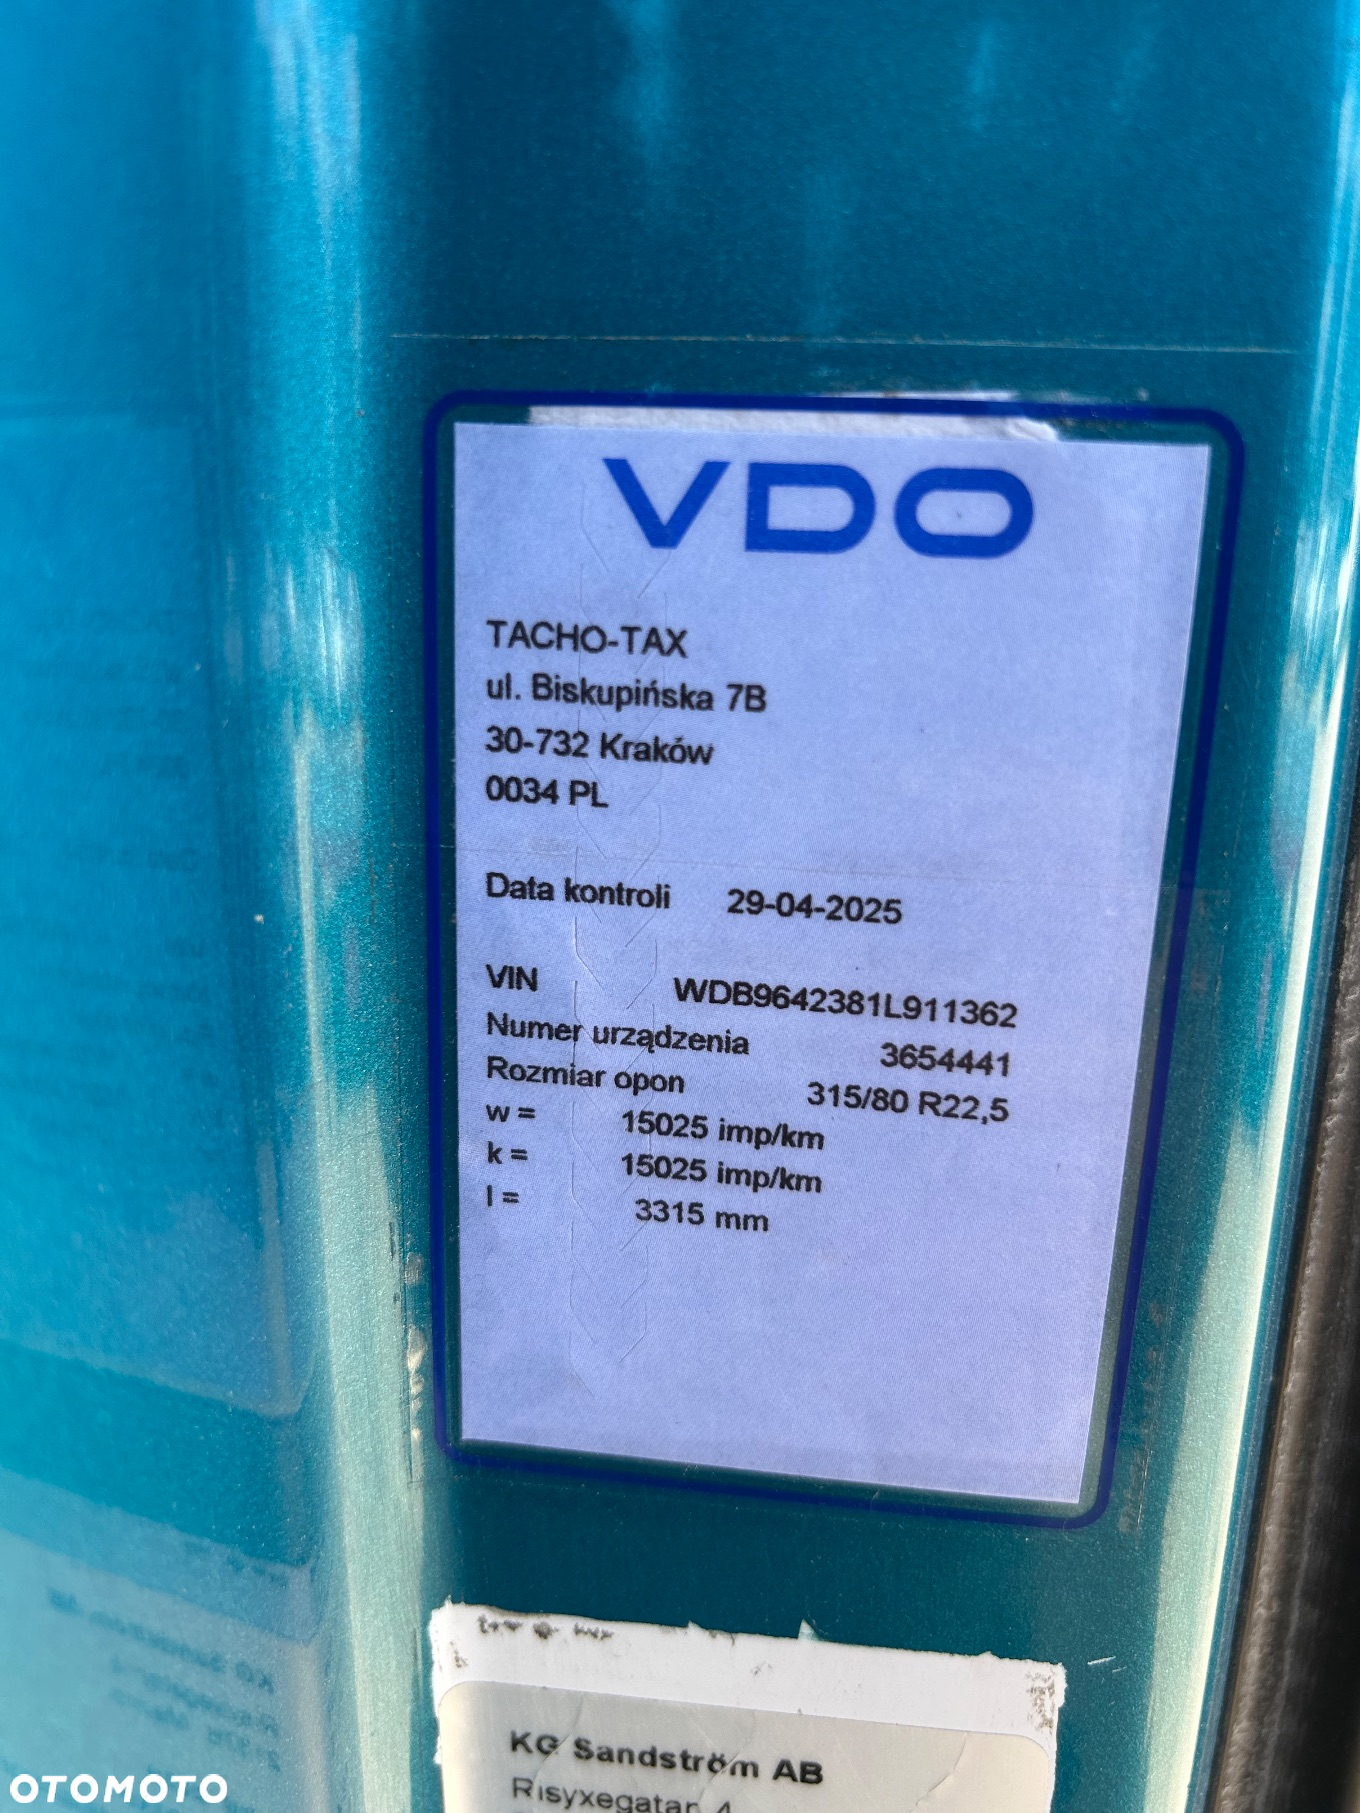 VDO
TACHO-TAX
ul. Biskupińska 7B
30-732 Kraków
0034 PL
Data kontroli 29-04-2025
VIN WDB9642381L911362
Numer urządzenia 3654441
Rozmiar opon 315/80 R22,5
w = 15025 imp/km
k = 15025 imp/km
l = 3315 mm
KG Sandström AB
Risyxegatan 4
OTOMOTO